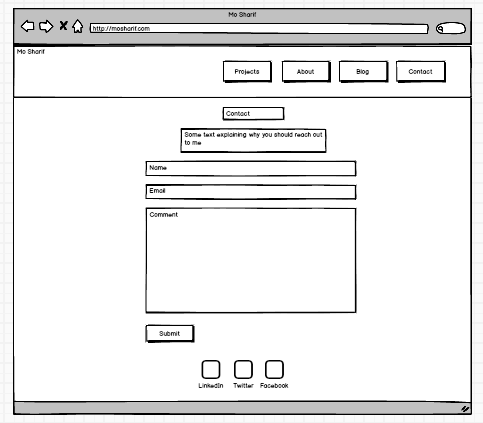 Mo Sharif
http://mosharif.com
Mo Sharif
Projects
About
Blog
Contact
Contact
Some text explaining why you should reach out
to me
Name
Email
Comment
Submit
LinkedIn
Twitter
Facebook